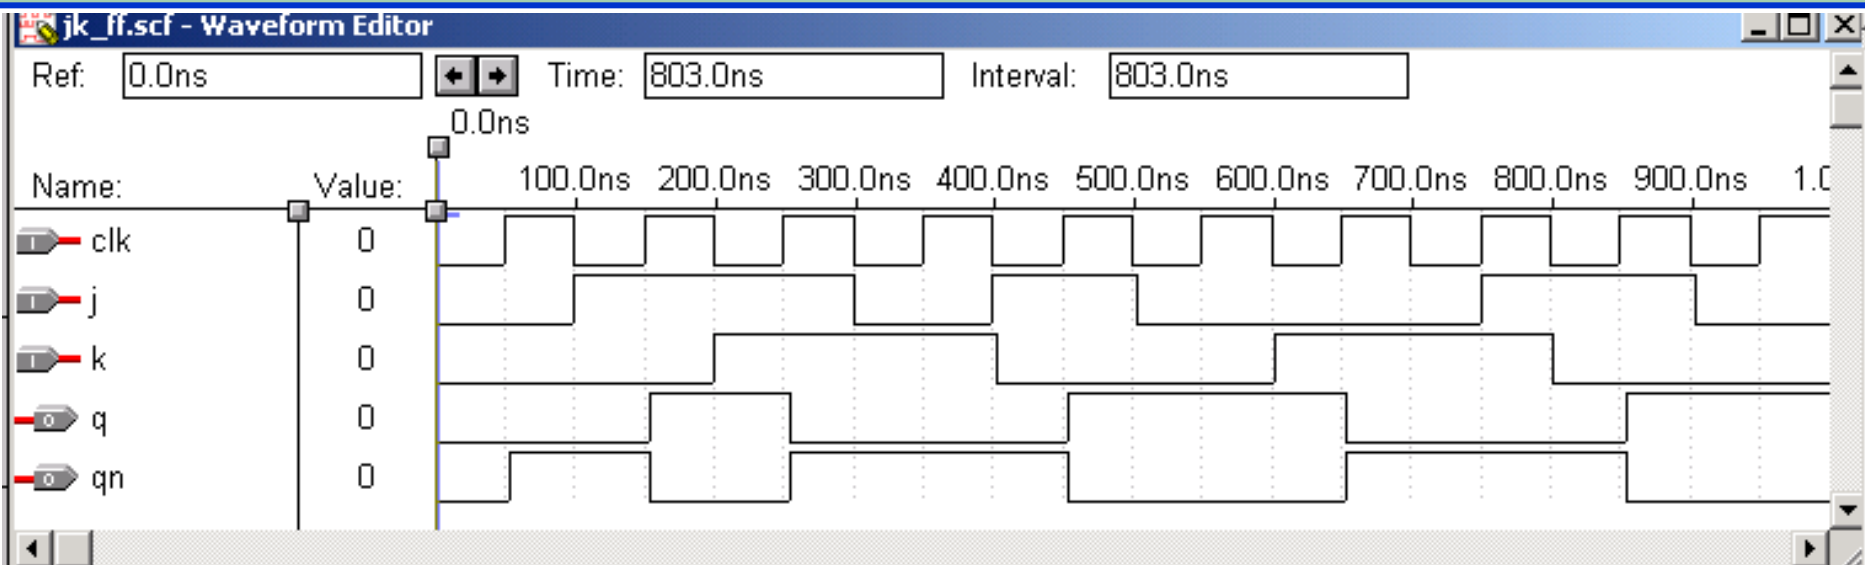 jk_ff.scf - Waveform Editor
Ref: 0.0ns Time: 803.0ns Interval: 803.0ns
0.0ns
Name: Value: 100.0ns 200.0ns 300.0ns 400.0ns 500.0ns 600.0ns 700.0ns 800.0ns 900.0ns 1.0
I clk 0
I j 0
I k 0
O q 0
O qn 0